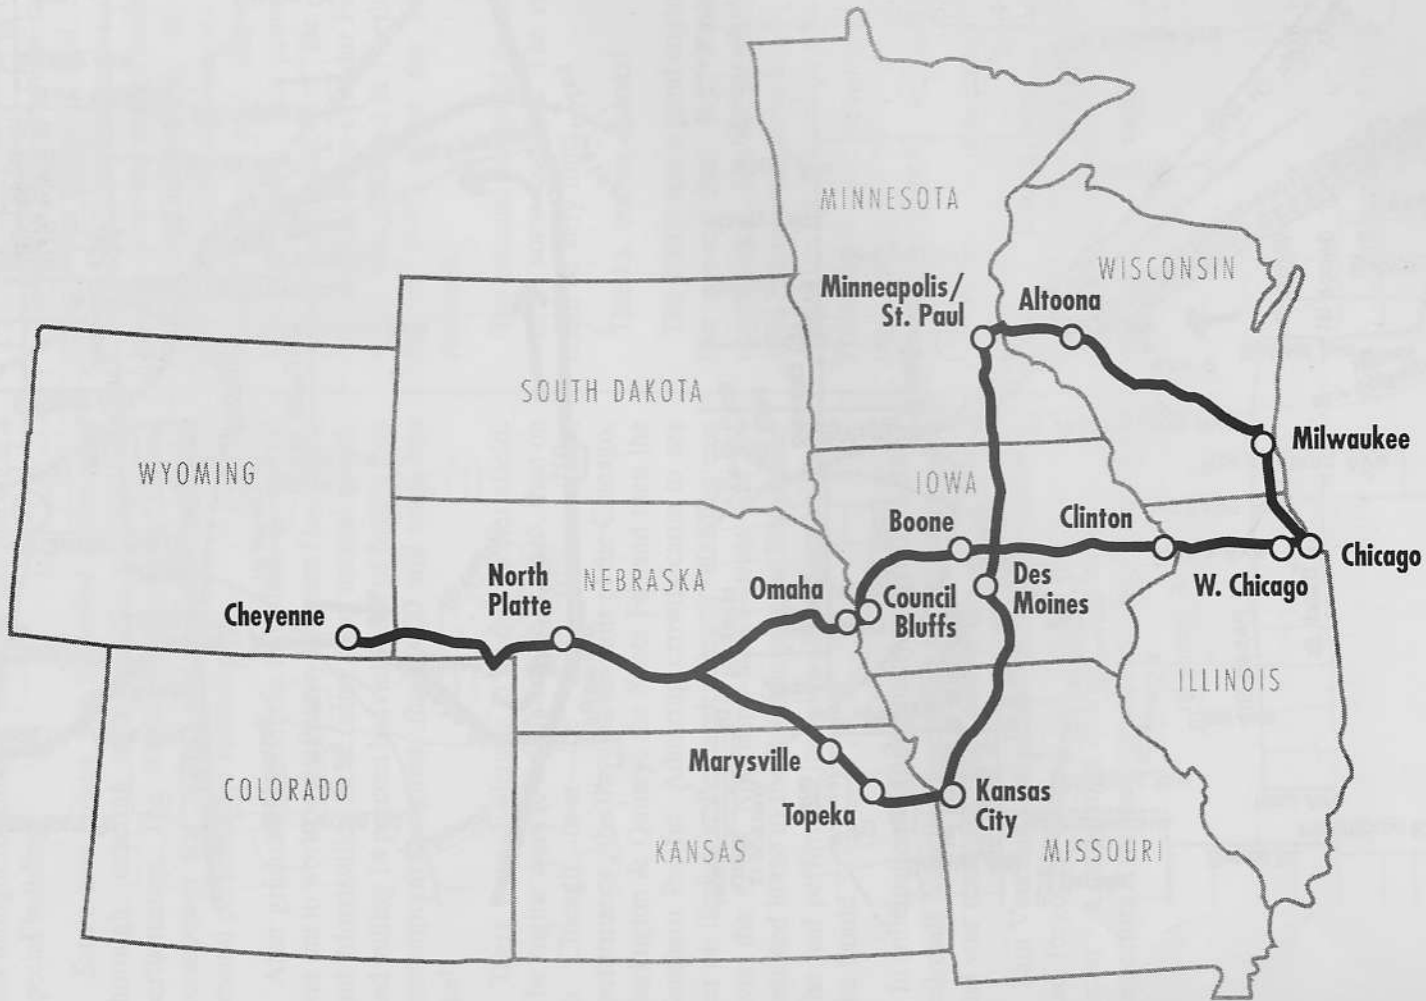 MINNESOTA
WISCONSIN
Minneapolis/
St. Paul
Altoona
SOUTH DAKOTA
WYOMING
Milwaukee
IOWA
Boone
Clinton
Chicago
W. Chicago
North
Platte
NEBRASKA
Omaha
Council
Bluffs
Des
Moines
Cheyenne
ILLINOIS
Marysville
COLORADO
Topeka
Kansas
City
KANSAS
MISSOURI